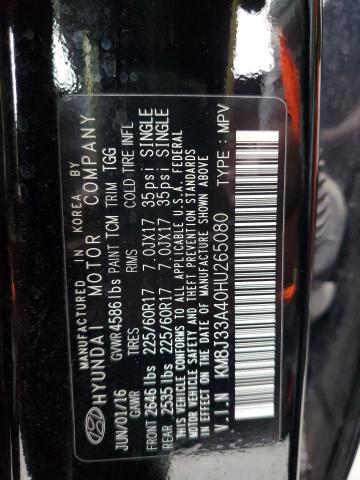 MANUFACTURED IN KOREA BY
HYUNDAI MOTOR COMPANY
JUN/01/16 GVWR 4586 lbs PAINT TCM TRIM TGG
GAWR TIRES RIMS COLD TIRE INFL
FRONT 2646 lbs 225/60R17 7.0JX17 35psi SINGLE
REAR 2535 lbs 225/60R17 7.0JX17 35psi SINGLE
THIS VEHICLE CONFORMS TO ALL APPLICABLE U.S.A. FEDERAL
MOTOR VEHICLE SAFETY AND THEFT PREVENTION STANDARDS
IN EFFECT ON THE DATE OF MANUFACTURE SHOWN ABOVE.
V.I.N KM8J33A40HU265080 TYPE : MPV